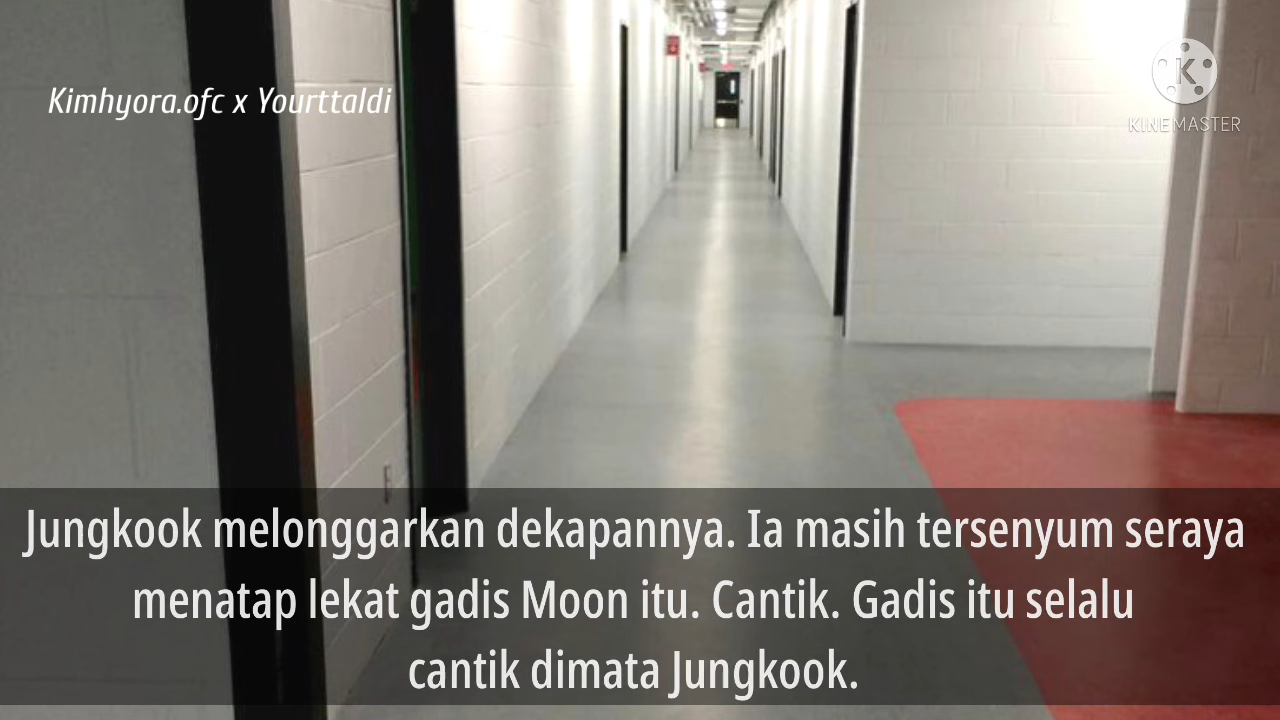 Kimhyora.ofc x Yourttaldi
K
KINEMASTER
Jungkook melonggarkan dekapannya. Ia masih tersenyum seraya
menatap lekat gadis Moon itu. Cantik. Gadis itu selalu
cantik dimata Jungkook.